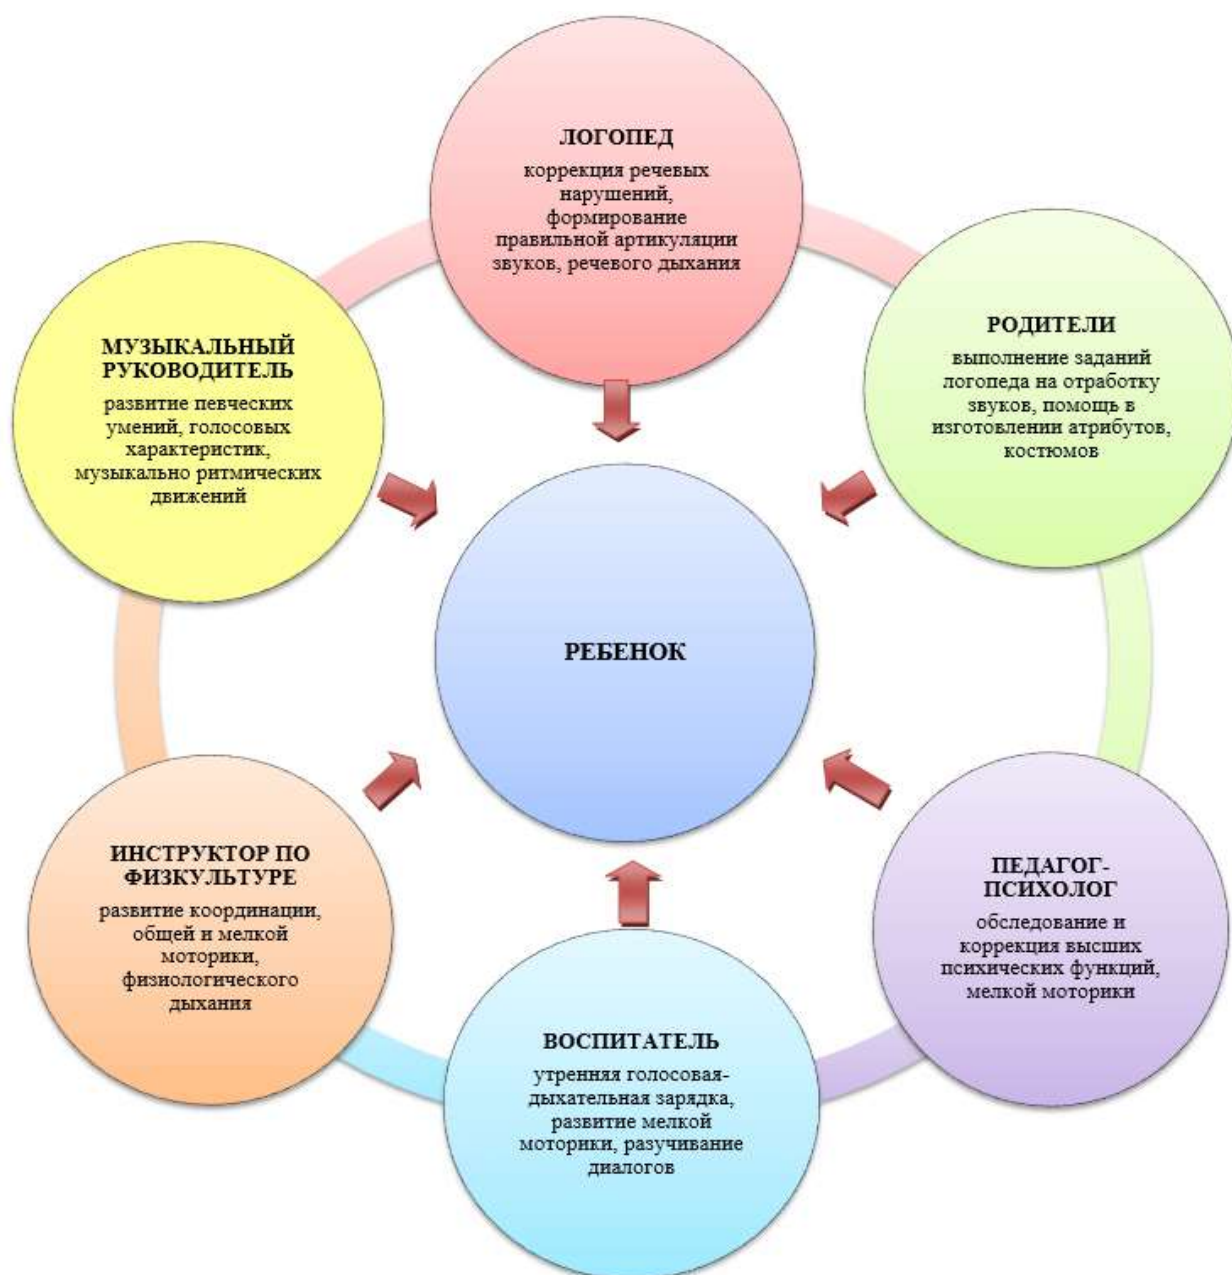 ЛОГОПЕД
коррекция речевых
нарушений,
формирование
правильной артикуляции
звуков, речевого дыхания
РОДИТЕЛИ
выполнение заданий
логопеда на отработку
звуков, помощь в
изготовлении атрибутов,
костюмов
МУЗЫКАЛЬНЫЙ
РУКОВОДИТЕЛЬ
развитие певческих
умений, голосовых
характеристик,
музыкально ритмических
движений
РЕБЕНОК
ИНСТРУКТОР ПО
ФИЗКУЛЬТУРЕ
развитие координации,
общей и мелкой
моторики,
физиологического
дыхания
ПЕДАГОГ-
ПСИХОЛОГ
обследование и
коррекция высших
психических функций,
мелкой моторики
ВОСПИТАТЕЛЬ
утренняя голосовая-
дыхательная зарядка,
развитие мелкой
моторики, разучивание
диалогов